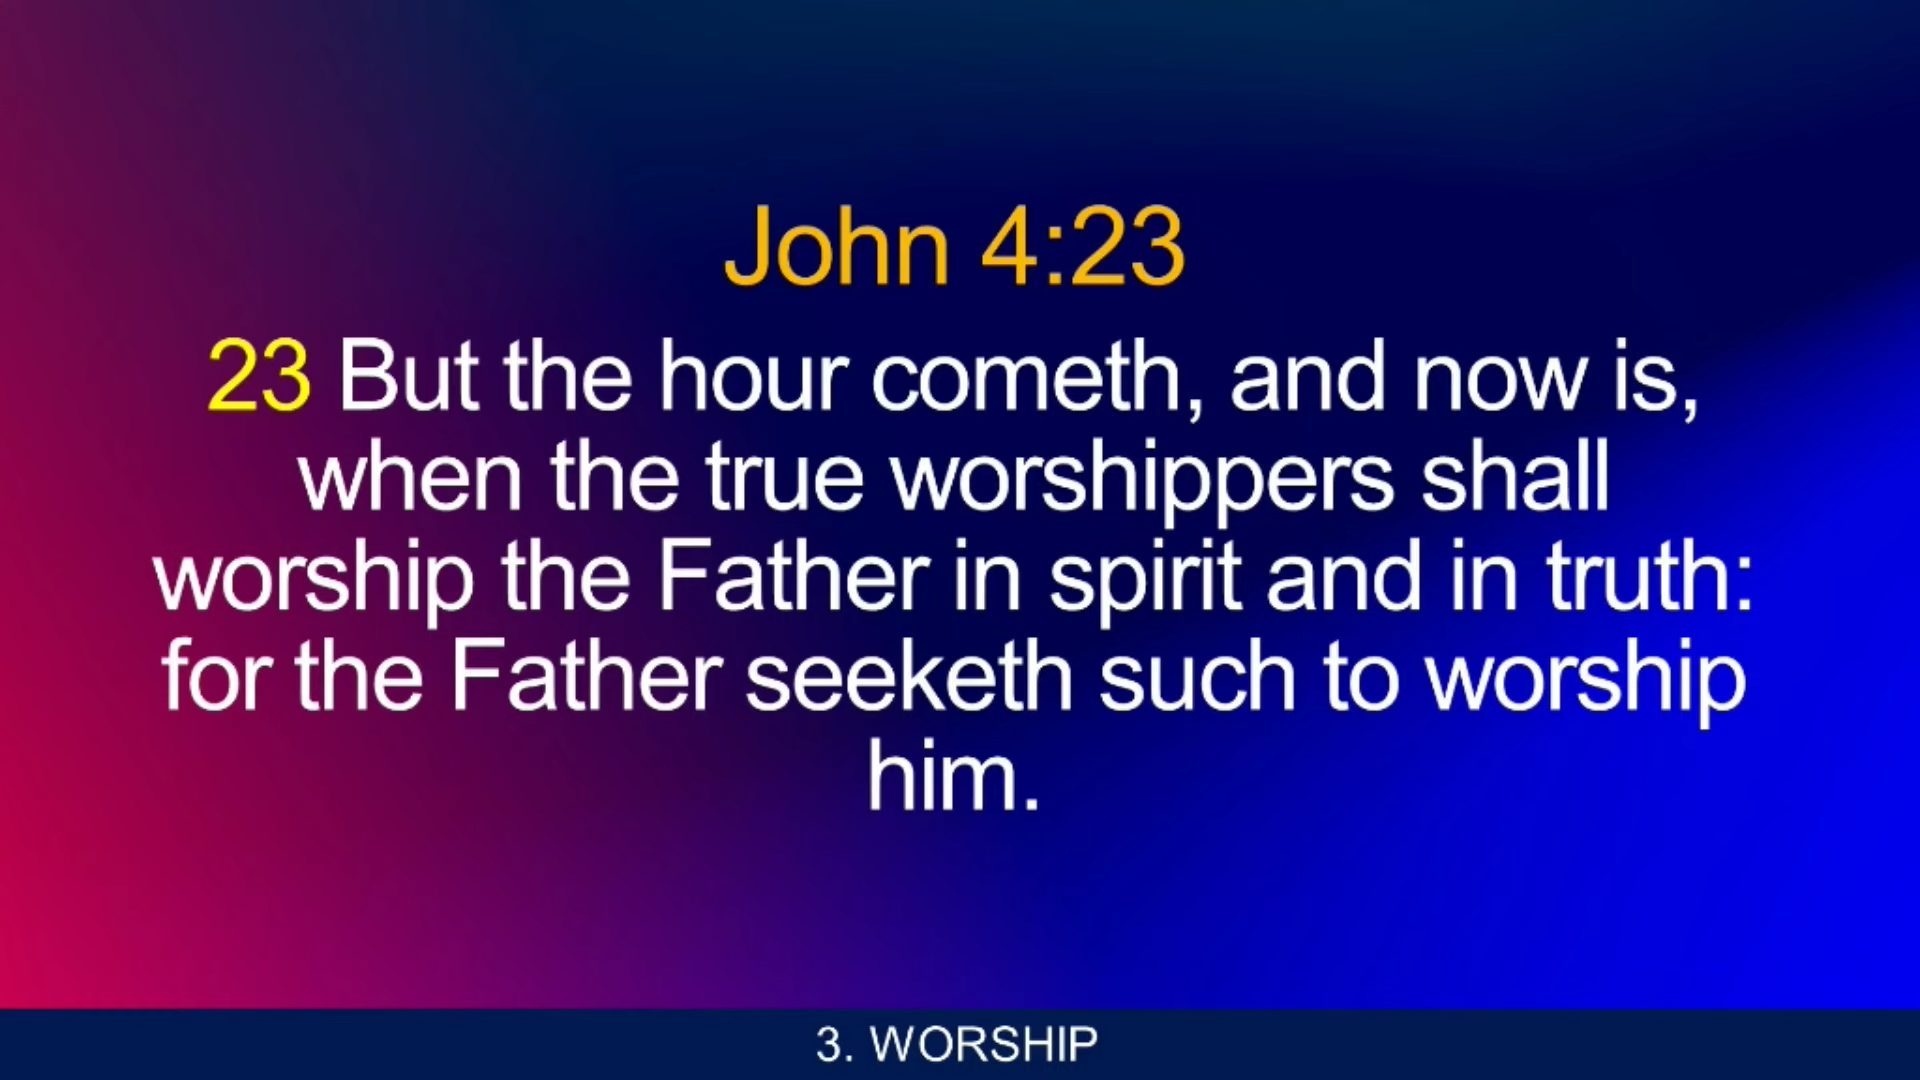 John 4:23
23 But the hour cometh, and now is,
when the true worshippers shall
worship the Father in spirit and in truth:
for the Father seeketh such to worship
him.
3. WORSHIP